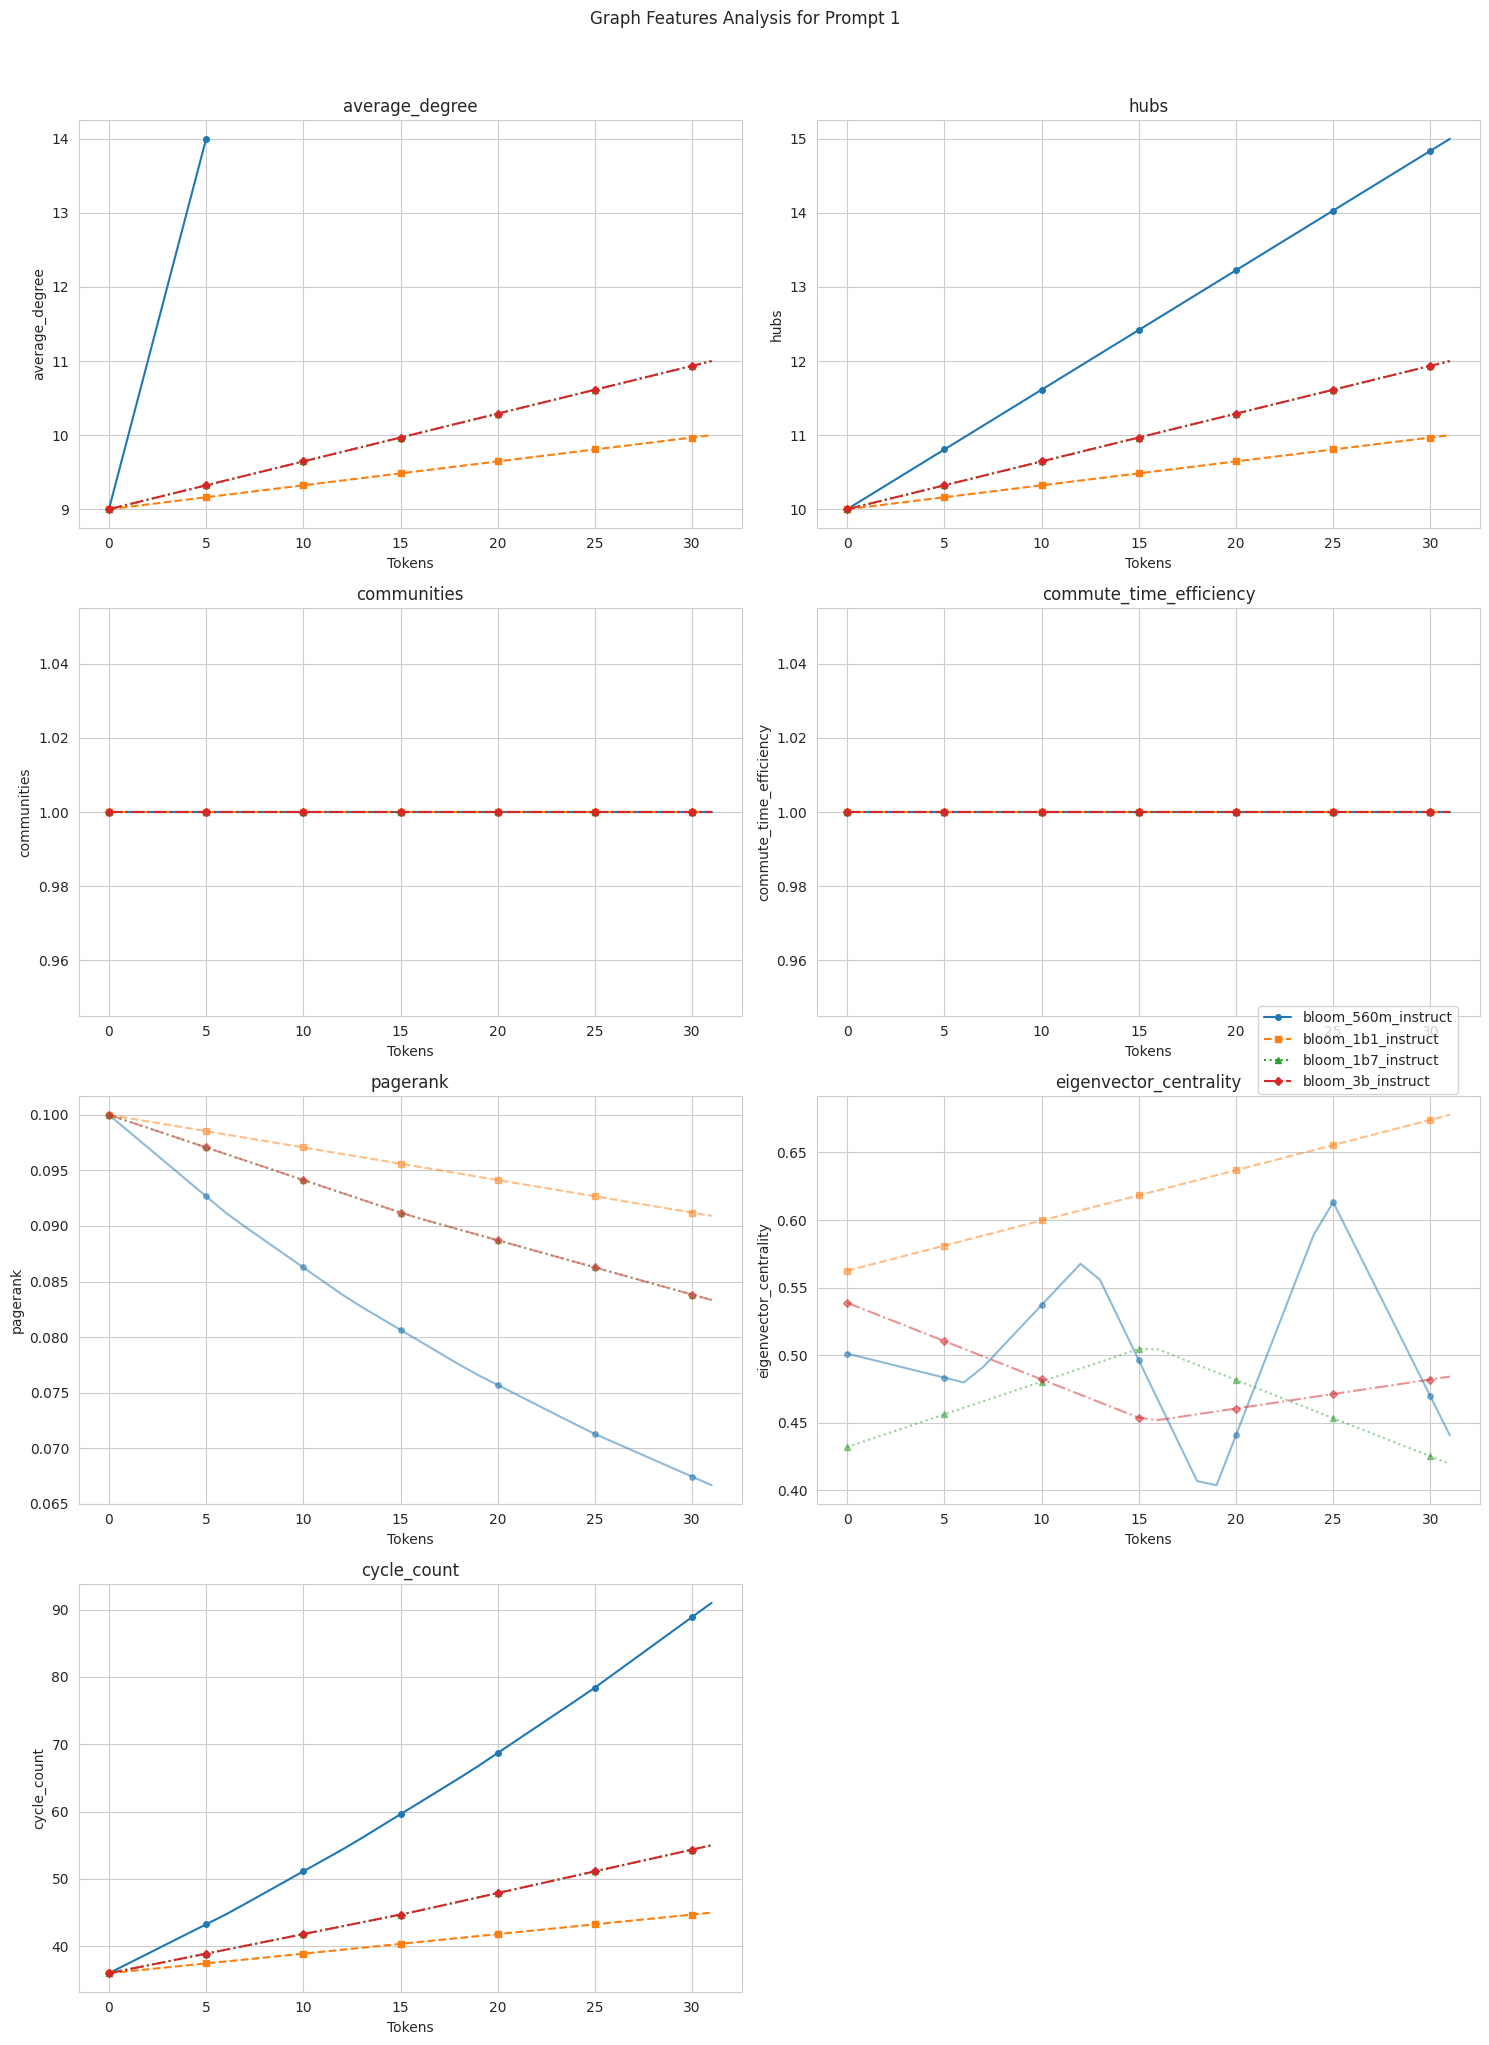 Graph Features Analysis for Prompt 1
average_degree
average_degree
14
13
12
11
10
9
0 5 10 15 20 25 30
Tokens
hubs
hubs
15
14
13
12
11
10
0 5 10 15 20 25 30
Tokens
communities
communities
1.04
1.02
1.00
0.98
0.96
0 5 10 15 20 25 30
Tokens
commute_time_efficiency
commute_time_efficiency
1.04
1.02
1.00
0.98
0.96
0 5 10 15 20 25 30
Tokens
bloom_560m_instruct
bloom_1b1_instruct
bloom_1b7_instruct
bloom_3b_instruct
pagerank
pagerank
0.100
0.095
0.090
0.085
0.080
0.075
0.070
0.065
0 5 10 15 20 25 30
Tokens
eigenvector_centrality
eigenvector_centrality
0.65
0.60
0.55
0.50
0.45
0.40
0 5 10 15 20 25 30
Tokens
cycle_count
cycle_count
90
80
70
60
50
40
0 5 10 15 20 25 30
Tokens